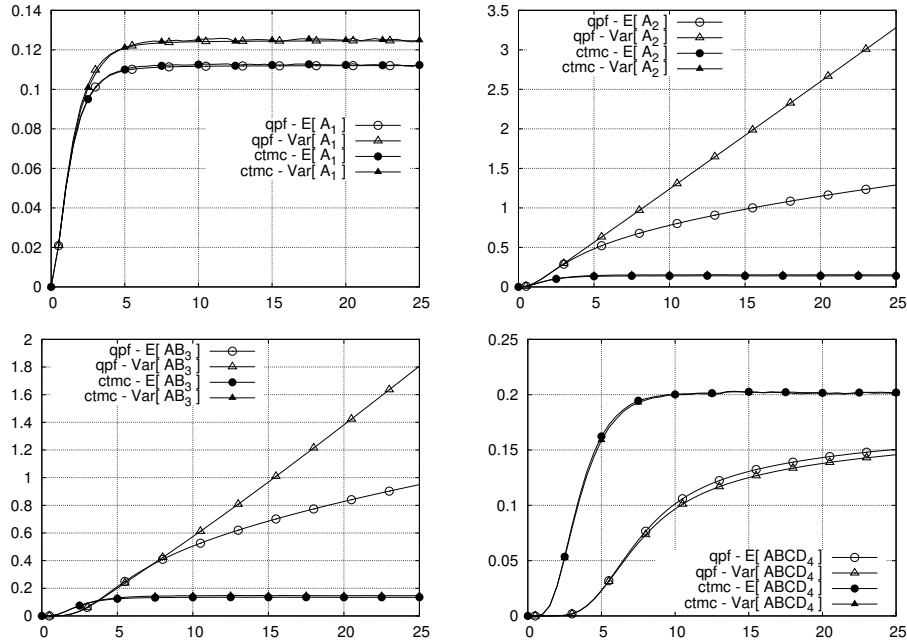 0.14
0.12
0.1
0.08
0.06
0.04
0.02
0
0 5 10 15 20 25
qpf - E[ A1 ]
qpf - Var[ A1 ]
ctmc - E[ A1 ]
ctmc - Var[ A1 ]
3.5
3
2.5
2
1.5
1
0.5
0
0 5 10 15 20 25
qpf - E[ A2 ]
qpf - Var[ A2 ]
ctmc - E[ A2 ]
ctmc - Var[ A2 ]
2
1.8
1.6
1.4
1.2
1
0.8
0.6
0.4
0.2
0
0 5 10 15 20 25
qpf - E[ AB3 ]
qpf - Var[ AB3 ]
ctmc - E[ AB3 ]
ctmc - Var[ AB3 ]
0.25
0.2
0.15
0.1
0.05
0
0 5 10 15 20 25
qpf - E[ ABCD4 ]
qpf - Var[ ABCD4 ]
ctmc - E[ ABCD4 ]
ctmc - Var[ ABCD4 ]